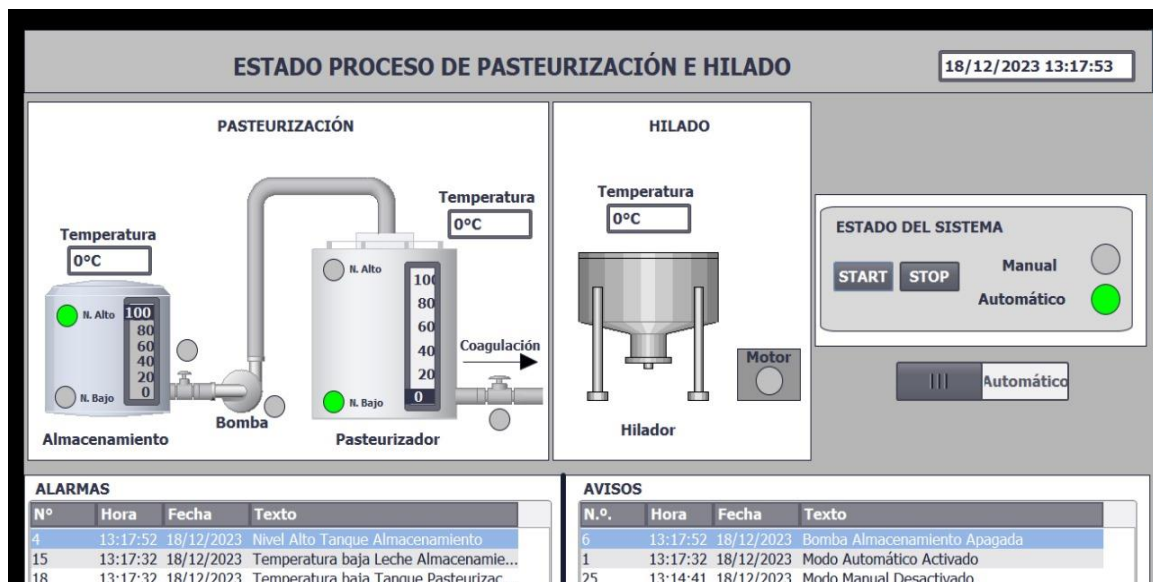 ESTADO PROCESO DE PASTEURIZACIÓN E HILADO
18/12/2023 13:17:53
PASTEURIZACIÓN
HILADO
Temperatura
0°C
Temperatura
0°C
Temperatura
0°C
ESTADO DEL SISTEMA
START STOP
Manual
Automático
Automático
N. Alto
100
80
60
40
20
0
N. Bajo
N. Alto
100
80
60
40
20
0
N. Bajo
Coagulación
Motor
Bomba
Almacenamiento
Pasteurizador
Hilador
ALARMAS
Nº Hora Fecha Texto
4 13:17:52 18/12/2023 Nivel Alto Tanque Almacenamiento
15 13:17:32 18/12/2023 Temperatura baja Leche Almacenamie...
18 13:17:32 18/12/2023 Temperatura baja Tanque Pasteurizac...
AVISOS
N.º. Hora Fecha Texto
6 13:17:52 18/12/2023 Bomba Almacenamiento Apagada
1 13:17:32 18/12/2023 Modo Automático Activado
25 13:14:41 18/12/2023 Modo Manual Desactivado